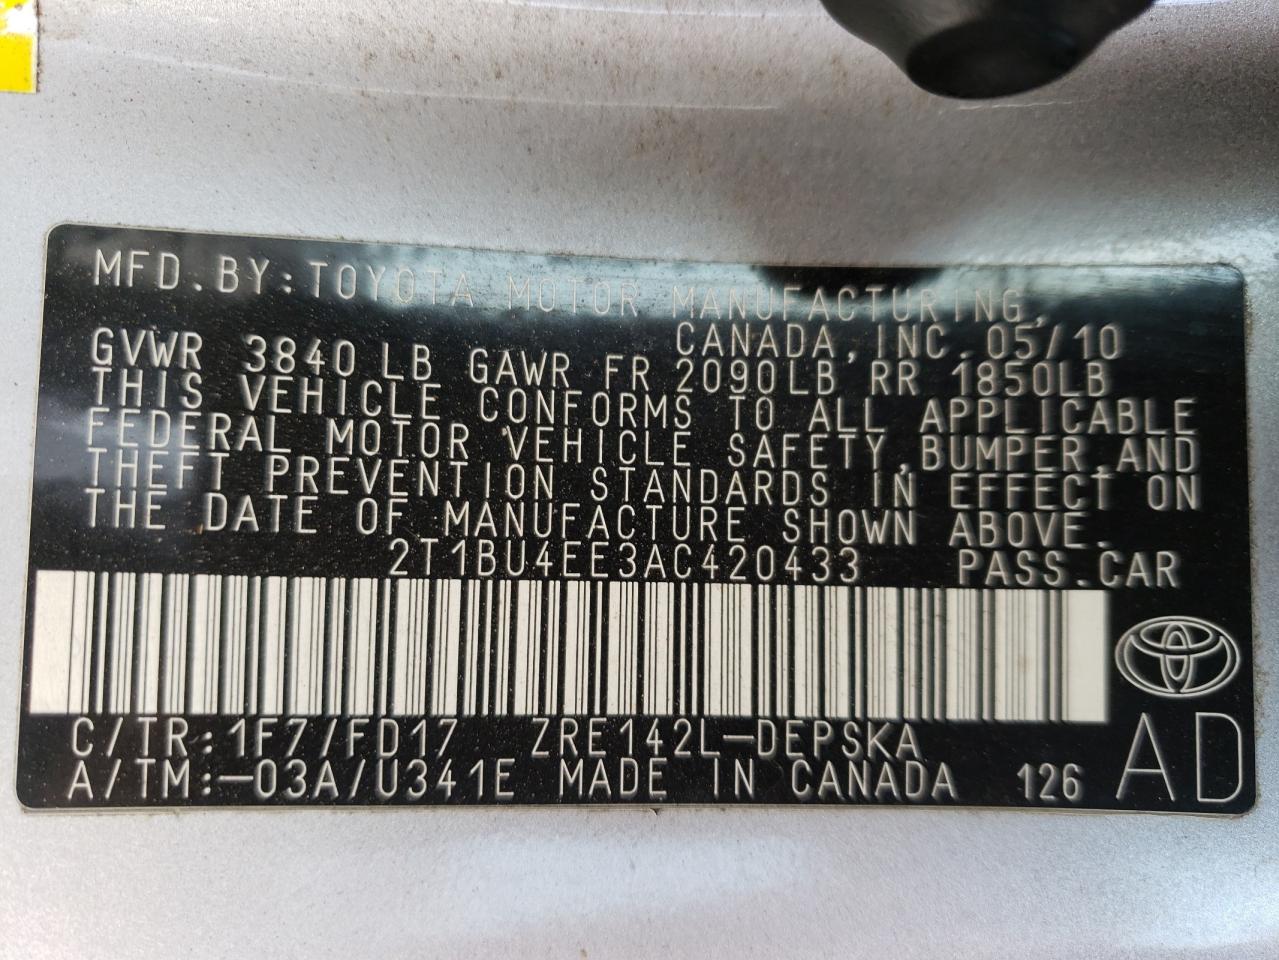 MFD.BY:TOYOTA MOTOR MANUFACTURING,
CANADA,INC.05/10
GVWR 3840 LB GAWR FR 2090LB RR 1850LB
THIS VEHICLE CONFORMS TO ALL APPLICABLE
FEDERAL MOTOR VEHICLE SAFETY,BUMPER,AND
THEFT PREVENTION STANDARDS IN EFFECT ON
THE DATE OF MANUFACTURE SHOWN ABOVE.
2T1BU4EE3AC420433 PASS.CAR
C/TR:1F7/FD17 ZRE142L-DEPSKA
A/TM:-03A/U341E MADE IN CANADA 126 AD